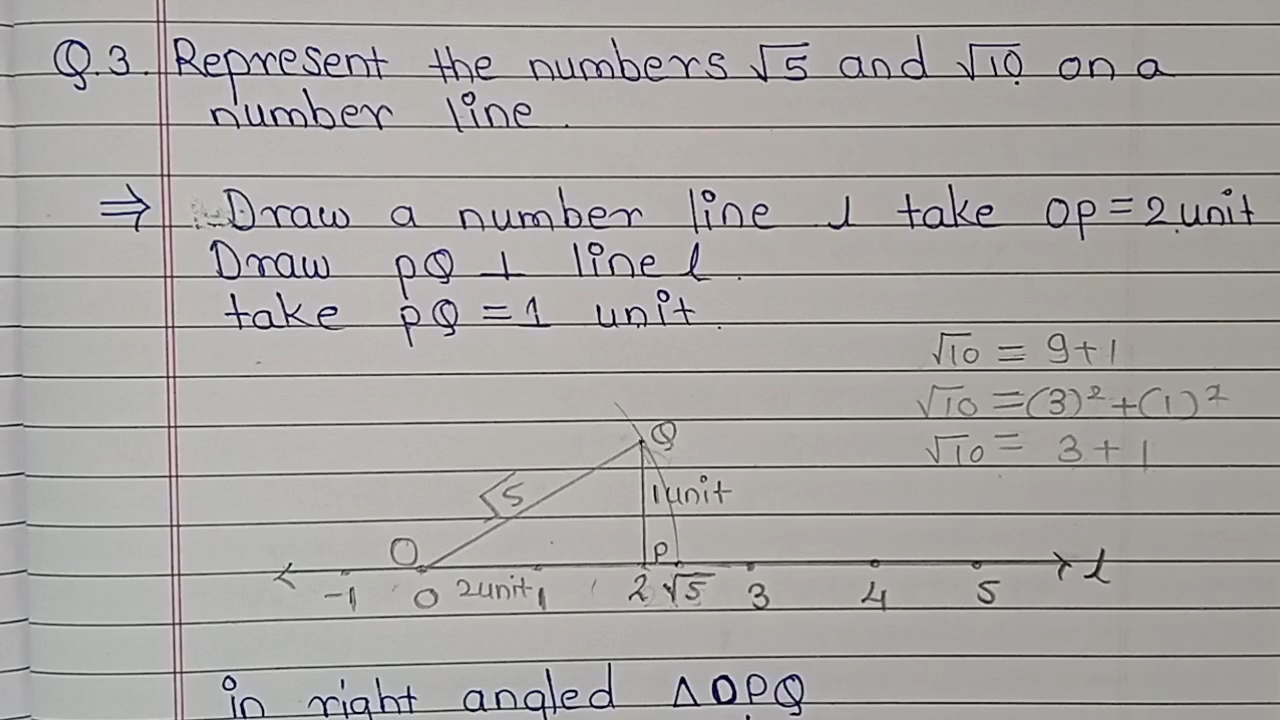 Q.3. Represent the numbers √5 and √10 on a
number line.
⇒ Draw a number line l take OP = 2 unit
Draw PQ ⊥ line l.
take PQ = 1 unit.
√10 = 9+1
√10 = (3)² + (1)²
√10 = 3+1
Q
√5
1 unit
O
P
l
-1 0 2unit 1 2 √5 3 4 5
in right angled △OPQ